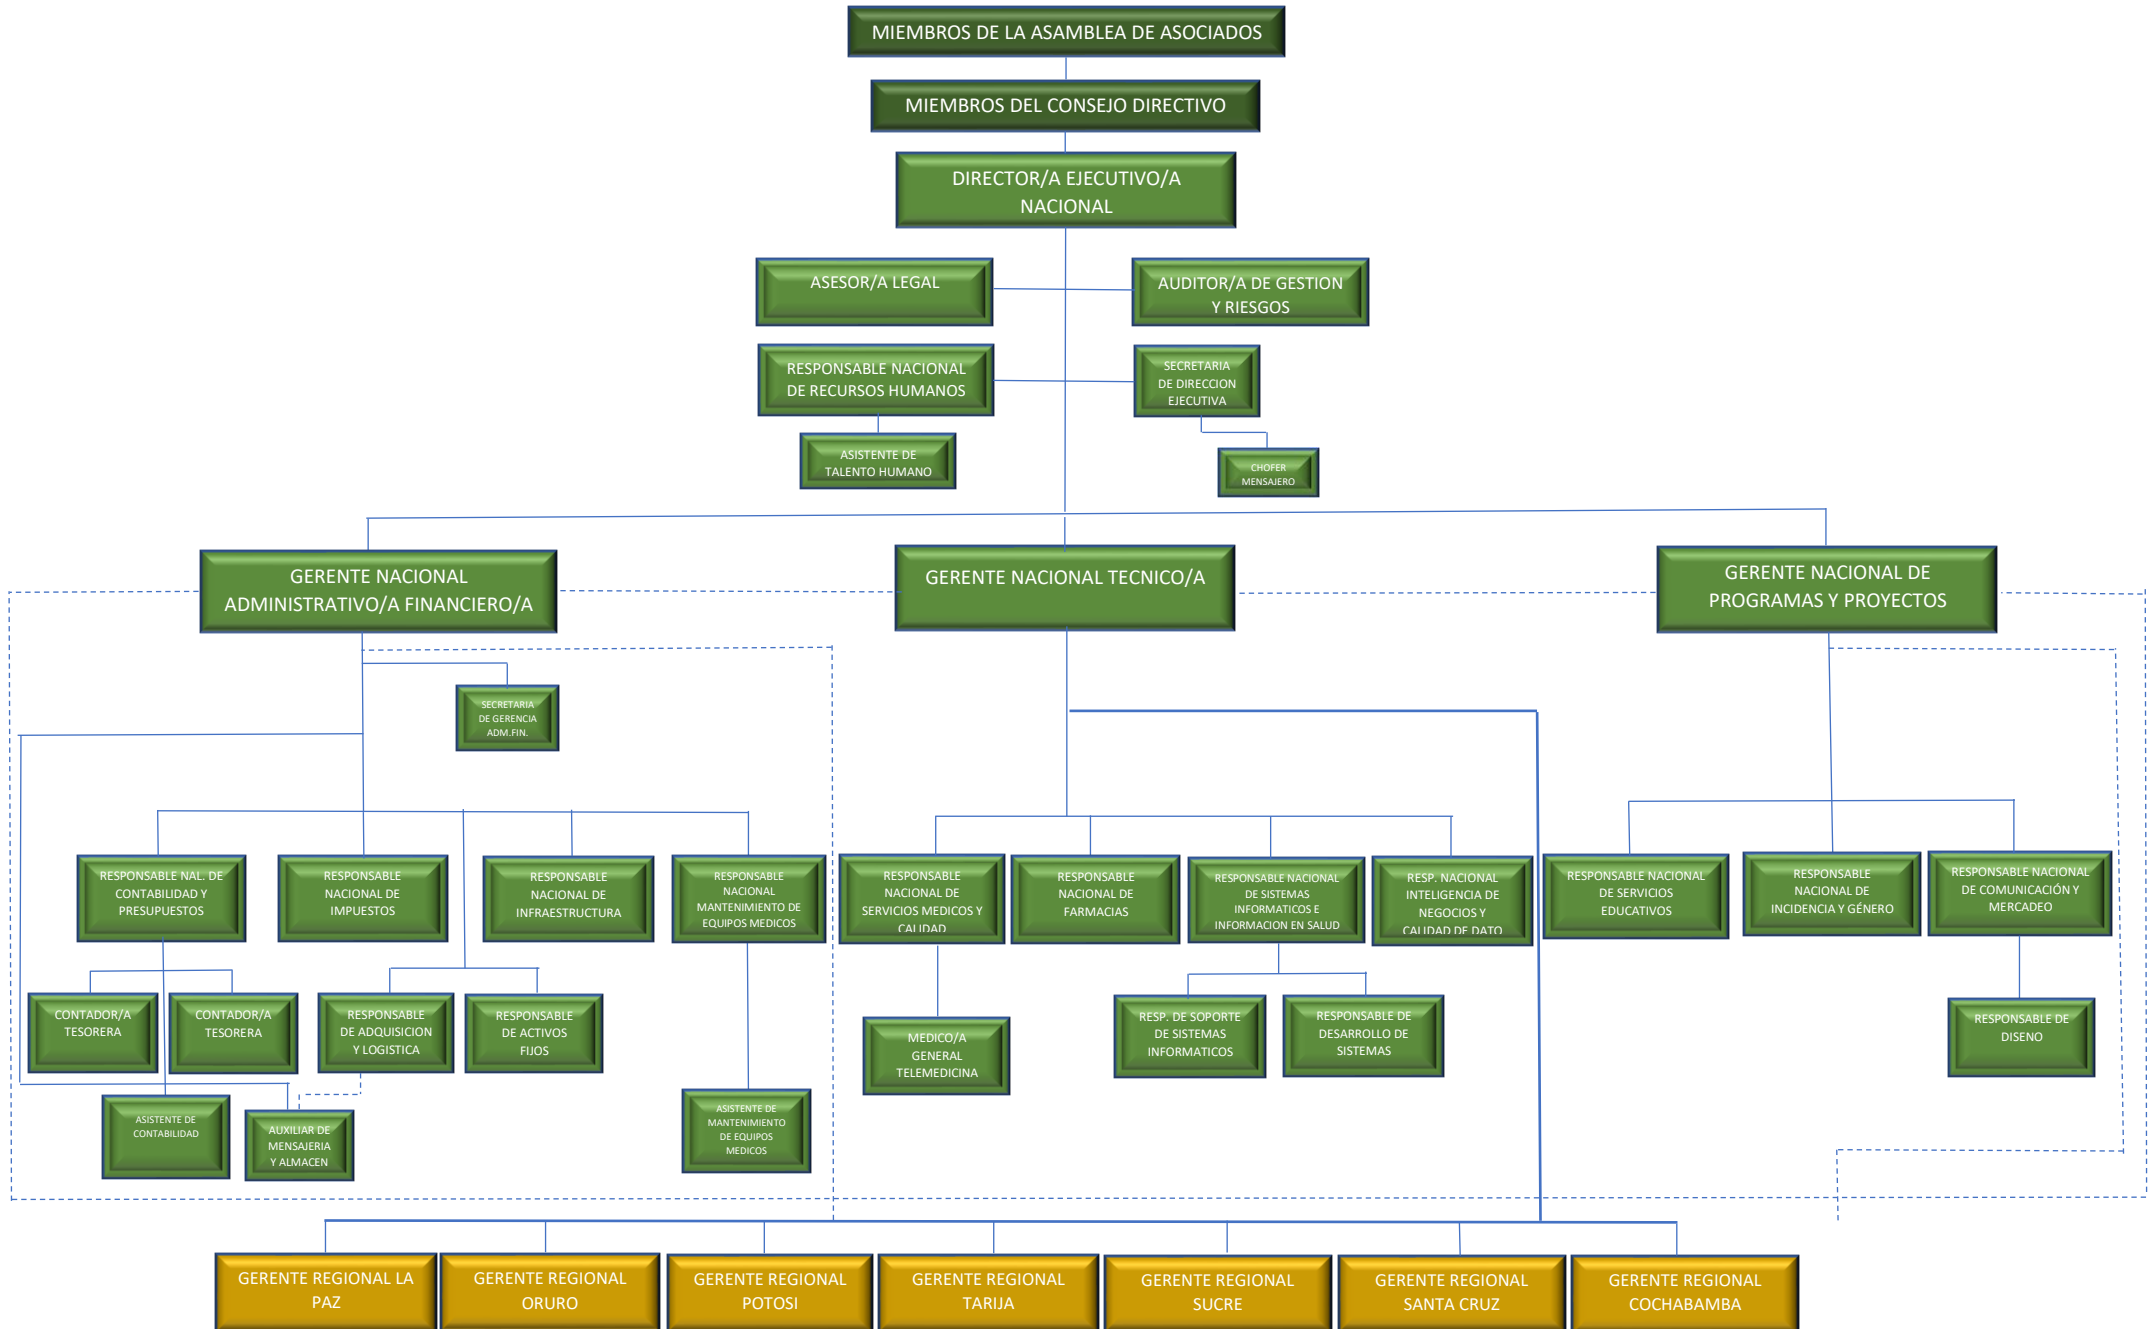 MIEMBROS DE LA ASAMBLEA DE ASOCIADOS
MIEMBROS DEL CONSEJO DIRECTIVO
DIRECTOR/A EJECUTIVO/A
NACIONAL
ASESOR/A LEGAL
AUDITOR/A DE GESTION
Y RIESGOS
RESPONSABLE NACIONAL
DE RECURSOS HUMANOS
SECRETARIA
DE DIRECCION
EJECUTIVA
ASISTENTE DE
TALENTO HUMANO
CHOFER
MENSAJERO
GERENTE NACIONAL
ADMINISTRATIVO/A FINANCIERO/A
GERENTE NACIONAL TECNICO/A
GERENTE NACIONAL DE
PROGRAMAS Y PROYECTOS
SECRETARIA
DE GERENCIA
ADM.FIN.
RESPONSABLE NAL. DE
CONTABILIDAD Y
PRESUPUESTOS
RESPONSABLE
NACIONAL DE
IMPUESTOS
RESPONSABLE
NACIONAL DE
INFRAESTRUCTURA
RESPONSABLE
NACIONAL
MANTENIMIENTO DE
EQUIPOS MEDICOS
RESPONSABLE
NACIONAL DE
SERVICIOS MEDICOS Y
CALIDAD
RESPONSABLE
NACIONAL DE
FARMACIAS
RESPONSABLE NACIONAL
DE SISTEMAS
INFORMATICOS E
INFORMACION EN SALUD
RESP. NACIONAL
INTELIGENCIA DE
NEGOCIOS Y
CALIDAD DE DATO
RESPONSABLE NACIONAL
DE SERVICIOS
EDUCATIVOS
RESPONSABLE
NACIONAL DE
INCIDENCIA Y GÉNERO
RESPONSABLE NACIONAL
DE COMUNICACIÓN Y
MERCADEO
CONTADOR/A
TESORERA
CONTADOR/A
TESORERA
RESPONSABLE
DE ADQUISICION
Y LOGISTICA
RESPONSABLE
DE ACTIVOS
FIJOS
MEDICO/A
GENERAL
TELEMEDICINA
RESP. DE SOPORTE
DE SISTEMAS
INFORMATICOS
RESPONSABLE DE
DESARROLLO DE
SISTEMAS
RESPONSABLE DE
DISENO
ASISTENTE DE
CONTABILIDAD
AUXILIAR DE
MENSAJERIA
Y ALMACEN
ASISTENTE DE
MANTENIMIENTO
DE EQUIPOS
MEDICOS
GERENTE REGIONAL LA
PAZ
GERENTE REGIONAL
ORURO
GERENTE REGIONAL
POTOSI
GERENTE REGIONAL
TARIJA
GERENTE REGIONAL
SUCRE
GERENTE REGIONAL
SANTA CRUZ
GERENTE REGIONAL
COCHABAMBA